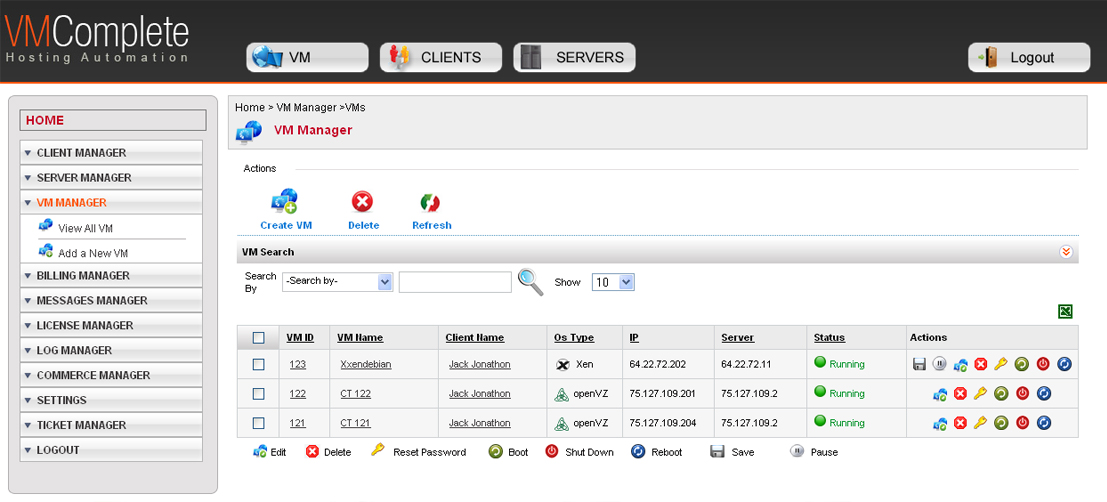 VMComplete
Hosting Automation
VM CLIENTS SERVERS Logout
HOME
CLIENT MANAGER
SERVER MANAGER
VM MANAGER
View All VM
Add a New VM
BILLING MANAGER
MESSAGES MANAGER
LICENSE MANAGER
LOG MANAGER
COMMERCE MANAGER
SETTINGS
TICKET MANAGER
LOGOUT
Home > VM Manager >VMs
VM Manager
Actions
Create VM Delete Refresh
VM Search
Search By -Search by- Show 10
VM ID VM Name Client Name Os Type IP Server Status Actions
123 Xxendebian Jack Jonathon Xen 64.22.72.202 64.22.72.11 Running
122 CT 122 Jack Jonathon openVZ 75.127.109.201 75.127.109.2 Running
121 CT 121 Jack Jonathon openVZ 75.127.109.204 75.127.109.2 Running
Edit Delete Reset Password Boot Shut Down Reboot Save Pause